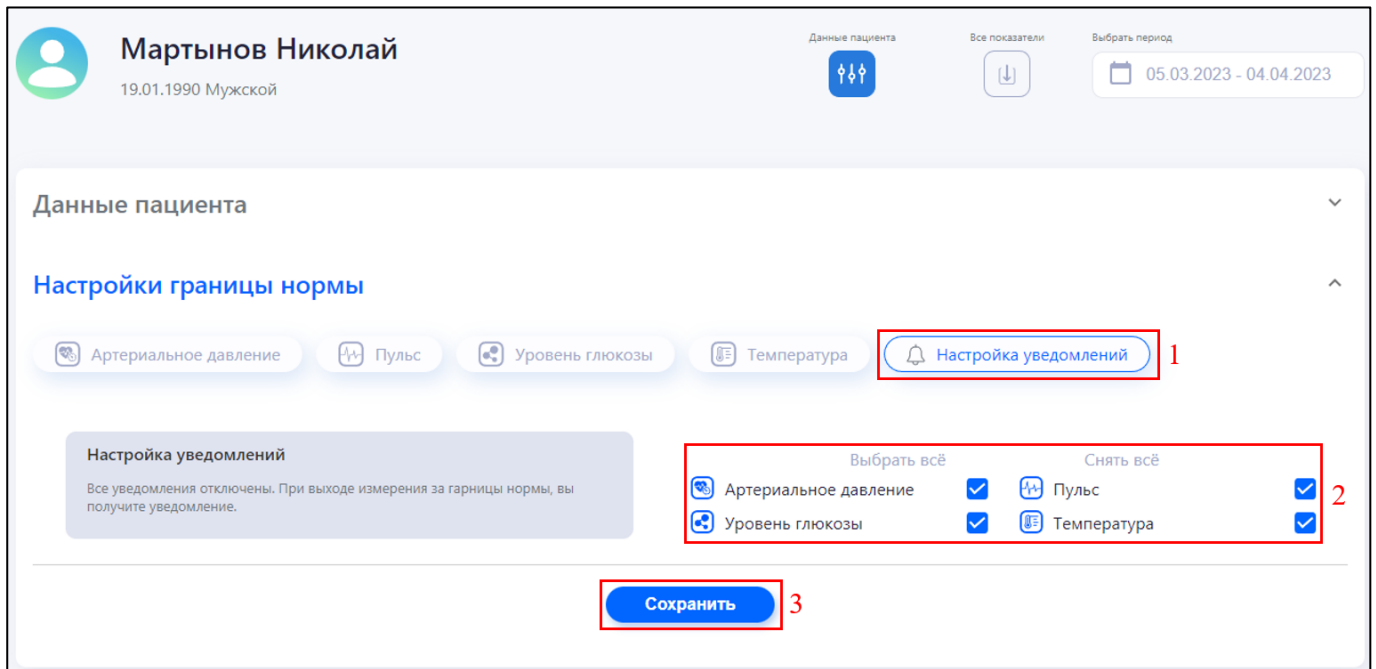 Мартынов Николай
19.01.1990 Мужской
Данные пациента
Все показатели
Выбрать период
05.03.2023 - 04.04.2023
Данные пациента
Настройки границы нормы
Артериальное давление
Пульс
Уровень глюкозы
Температура
Настройка уведомлений
1
Настройка уведомлений
Все уведомления отключены. При выходе измерения за гарницы нормы, вы
получите уведомление.
Выбрать всё
Снять всё
Артериальное давление
Пульс
Уровень глюкозы
Температура
2
Сохранить
3